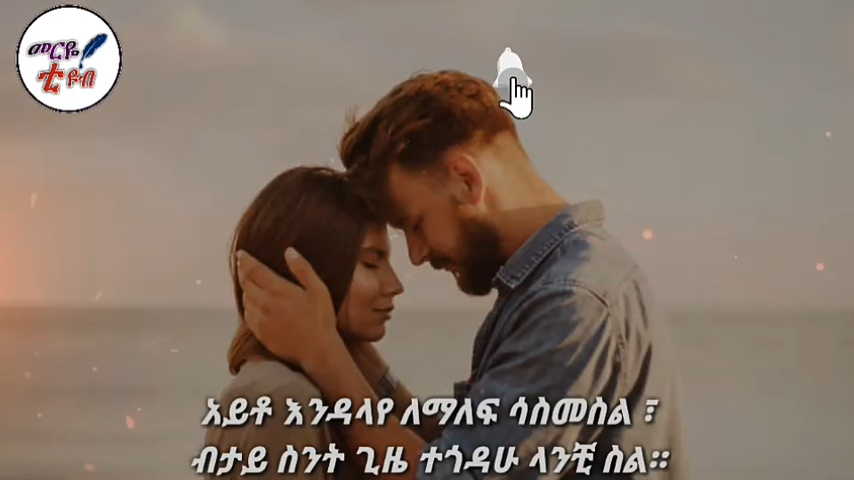 መርዬ
ቲዩብ
አይቶ እንዳላየ ለማለፍ ሳስመስል ፣
ብታይ ስንት ጊዜ ተጎዳሁ ላንቺ ስል።